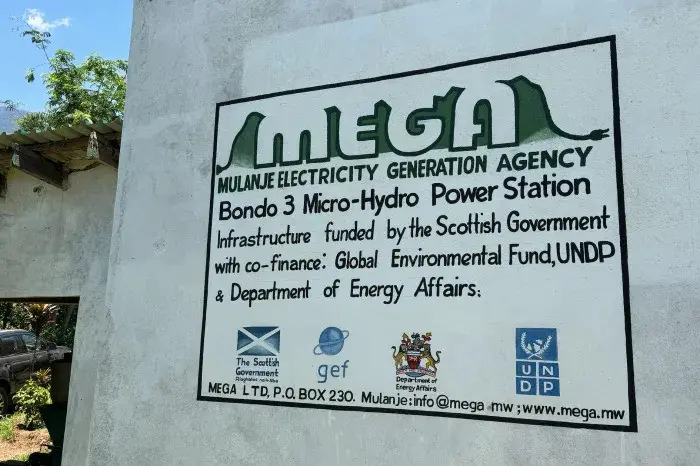 MEGA
MULANJE ELECTRICITY GENERATION AGENCY
Bondo 3 Micro-Hydro Power Station
Infrastructure funded by the Scottish Government
with co-finance: Global Environmental Fund, UNDP
& Department of Energy Affairs:
The Scottish
Government
gef
Department of
Energy Affairs
U N
D P
MEGA LTD, P.O. BOX 230. Mulanje: info@mega.mw ; www.mega.mw